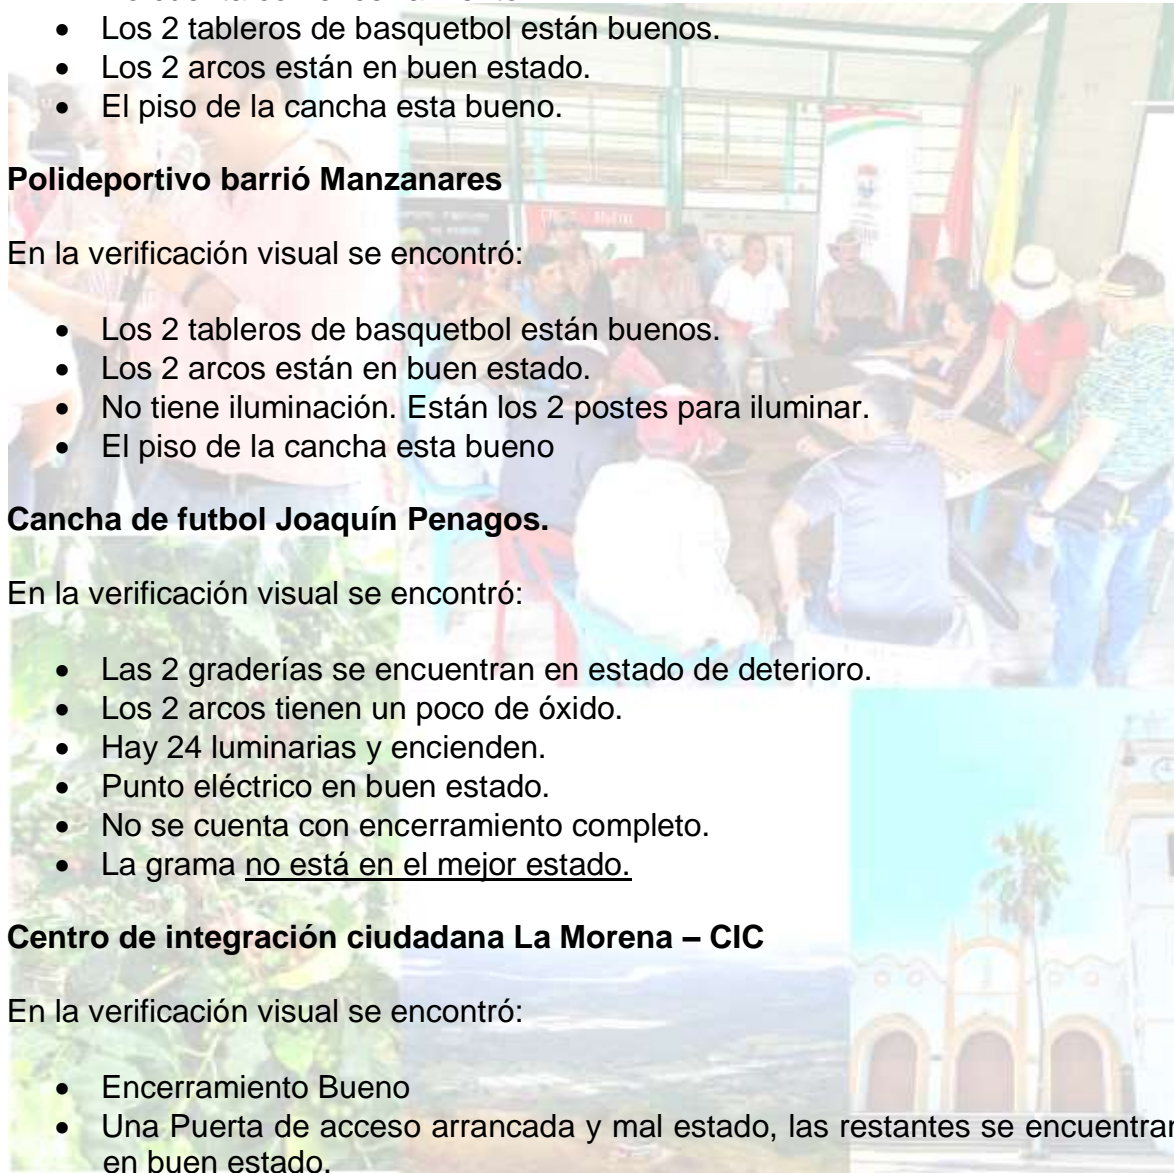 • Los 2 tableros de basquetbol están buenos.
• Los 2 arcos están en buen estado.
• El piso de la cancha esta bueno.
Polideportivo barrió Manzanares
En la verificación visual se encontró:
• Los 2 tableros de basquetbol están buenos.
• Los 2 arcos están en buen estado.
• No tiene iluminación. Están los 2 postes para iluminar.
• El piso de la cancha esta bueno
Cancha de futbol Joaquín Penagos.
En la verificación visual se encontró:
• Las 2 graderías se encuentran en estado de deterioro.
• Los 2 arcos tienen un poco de óxido.
• Hay 24 luminarias y encienden.
• Punto eléctrico en buen estado.
• No se cuenta con encerramiento completo.
• La grama no está en el mejor estado.
Centro de integración ciudadana La Morena – CIC
En la verificación visual se encontró:
• Encerramiento Bueno
• Una Puerta de acceso arrancada y mal estado, las restantes se encuentran
en buen estado.